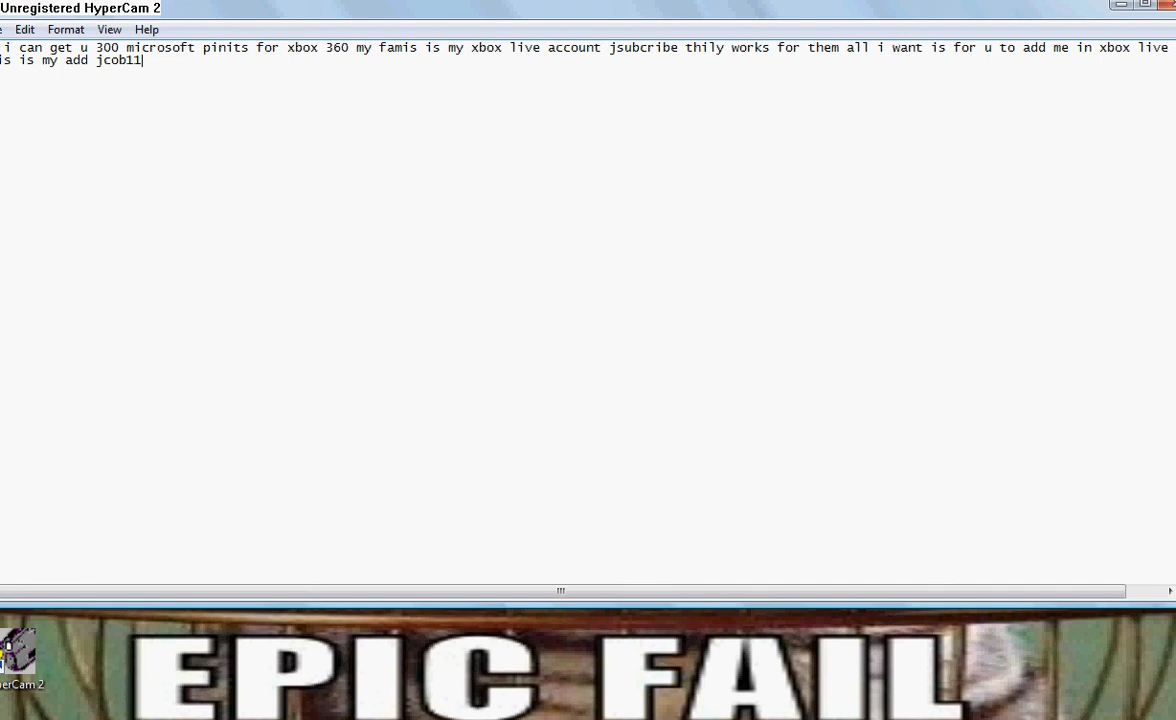 Unregistered HyperCam 2
Edit Format View Help
i can get u 300 microsoft pinits for xbox 360 my famis is my xbox live account jsubcribe thily works for them all i want is for u to add me in xbox live
is is my add jcob11
EPIC FAIL
erCam 2